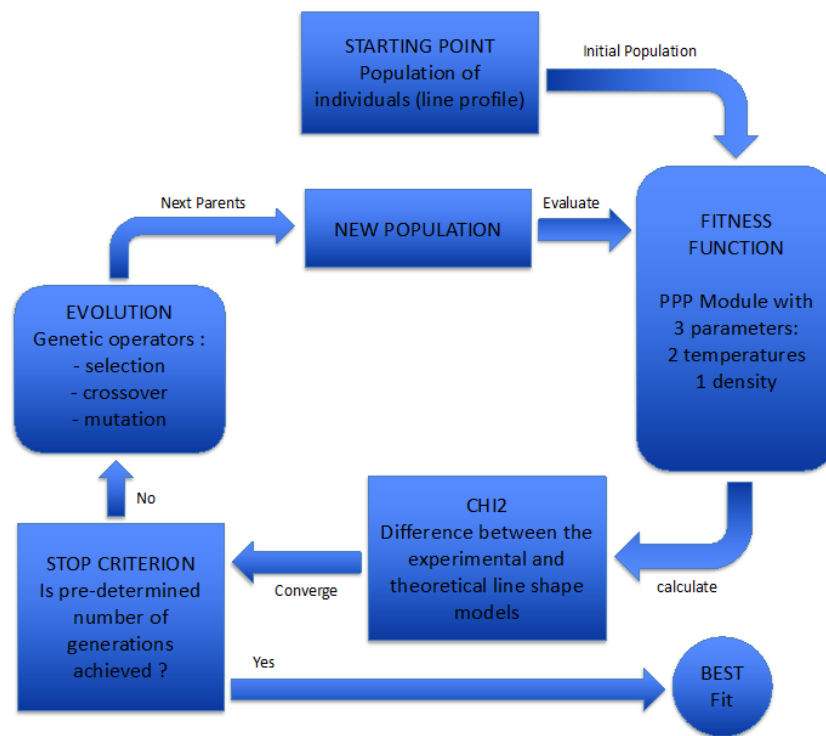 STARTING POINT
Population of
individuals (line profile)
Initial Population
Next Parents
NEW POPULATION
Evaluate
FITNESS
FUNCTION
PPP Module with
3 parameters:
2 temperatures
1 density
EVOLUTION
Genetic operators :
- selection
- crossover
- mutation
No
CHI2
Difference between the
experimental and
theoretical line shape
models
calculate
Converge
STOP CRITERION
Is pre-determined
number of
generations
achieved ?
Yes
BEST
Fit